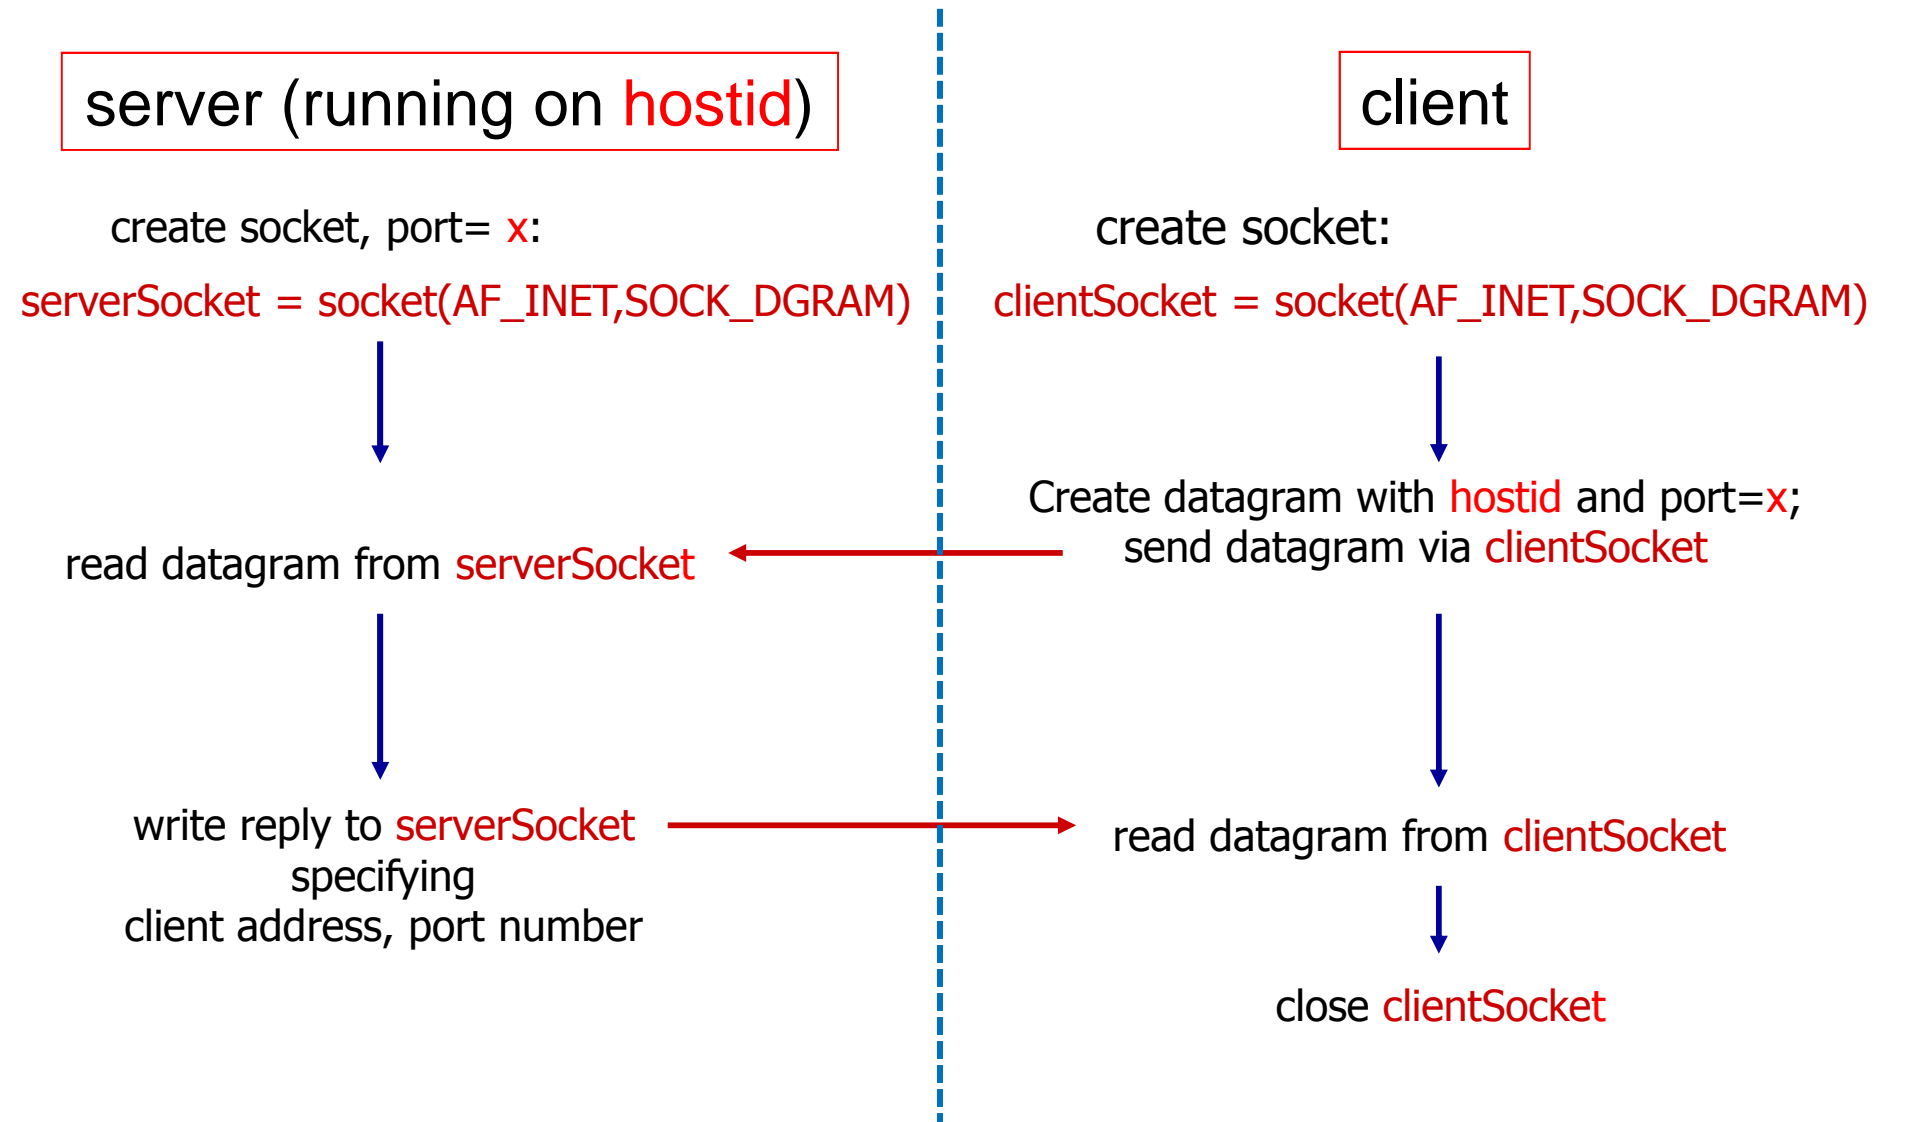 server (running on hostid)
create socket, port= x:
serverSocket = socket(AF_INET,SOCK_DGRAM)
read datagram from serverSocket
write reply to serverSocket
specifying
client address, port number
client
create socket:
clientSocket = socket(AF_INET,SOCK_DGRAM)
Create datagram with hostid and port=x;
send datagram via clientSocket
read datagram from clientSocket
close clientSocket